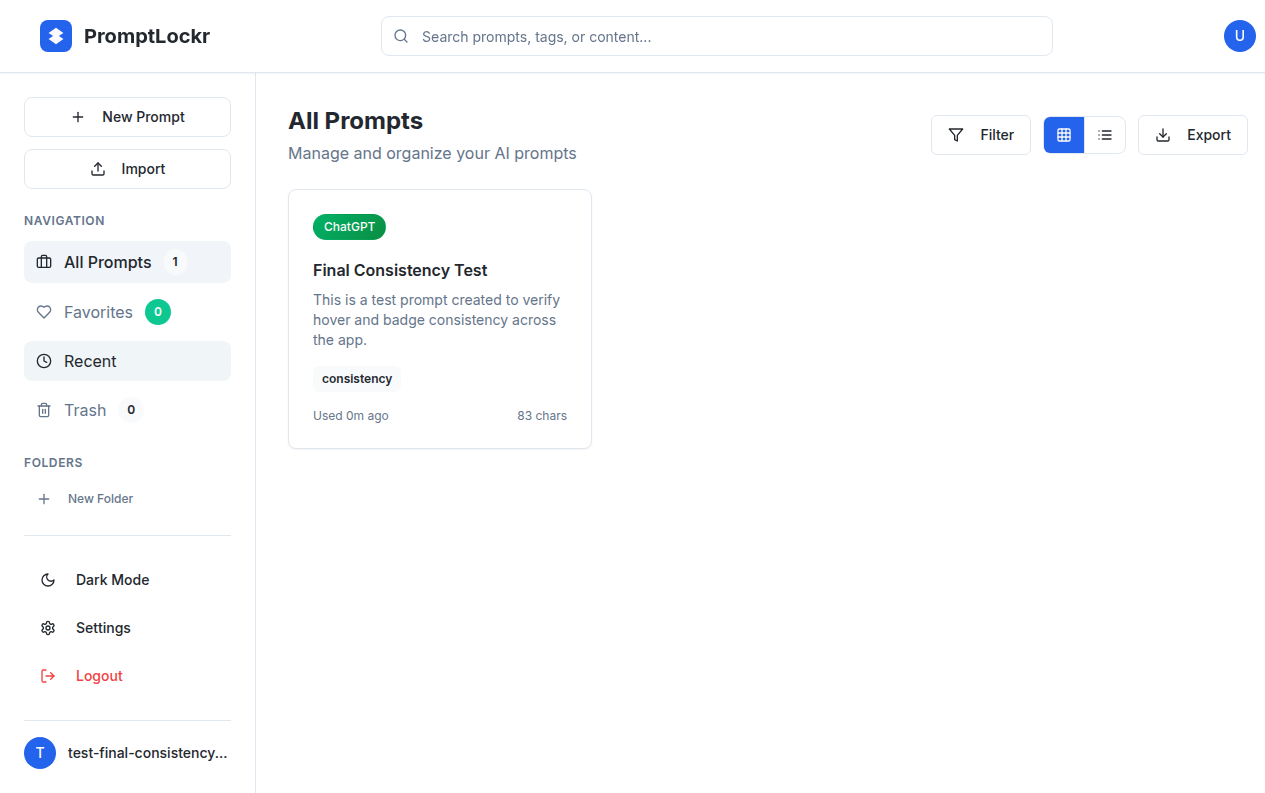 PromptLockr
Search prompts, tags, or content...
U
New Prompt
Import
NAVIGATION
All Prompts 1
Favorites 0
Recent
Trash 0
FOLDERS
New Folder
Dark Mode
Settings
Logout
T test-final-consistency...
All Prompts
Manage and organize your AI prompts
Filter
Export
ChatGPT
Final Consistency Test
This is a test prompt created to verify
hover and badge consistency across
the app.
consistency
Used 0m ago 83 chars